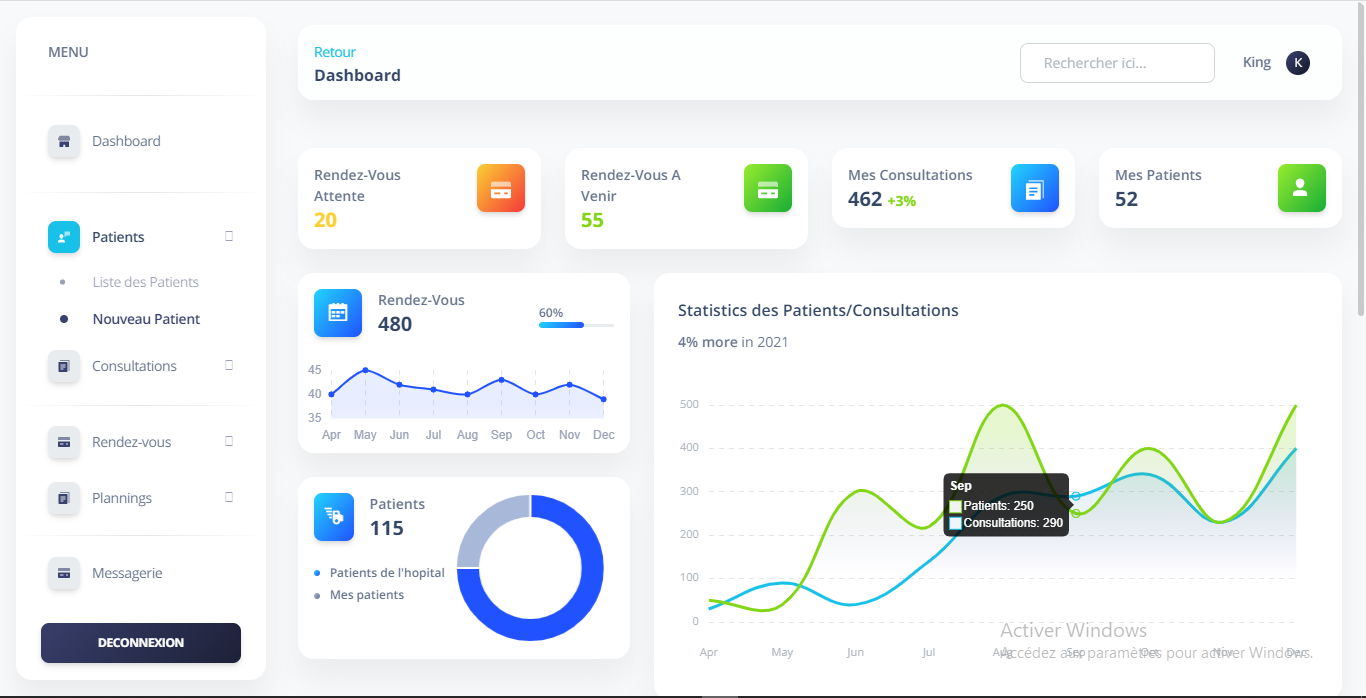 MENU
Dashboard
Patients
Liste des Patients
Nouveau Patient
Consultations
Rendez-vous
Plannings
Messagerie
DECONNEXION
Retour
Dashboard
Rechercher ici...
King
K
Rendez-Vous
Attente
20
Rendez-Vous A
Venir
55
Mes Consultations
462 +3%
Mes Patients
52
Rendez-Vous
480
60%
45
40
35
Apr May Jun Jul Aug Sep Oct Nov Dec
Patients
115
Patients de l'hopital
Mes patients
Statistics des Patients/Consultations
4% more in 2021
500
400
300
200
100
0
Sep
Patients: 250
Consultations: 290
Apr May Jun Jul Aug Sep Oct Nov Dec
Activer Windows
Accédez aux paramètres pour activer Windows.